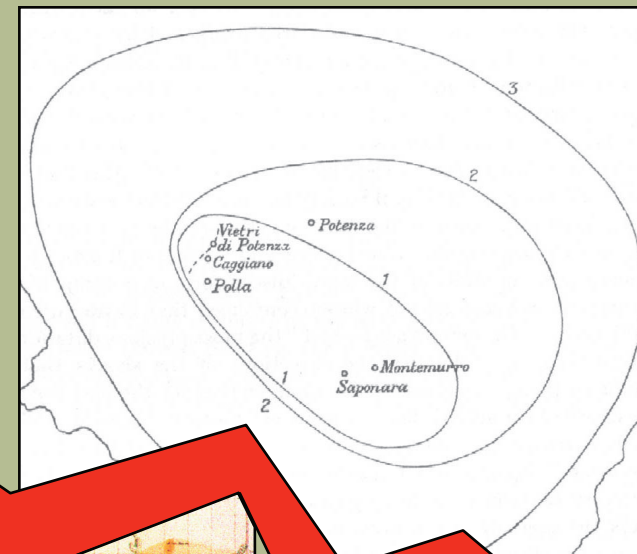 3
2
Potenza
Vietri
di Potenza
Caggiano
Polla
1
Montemurro
Saponara
1
2